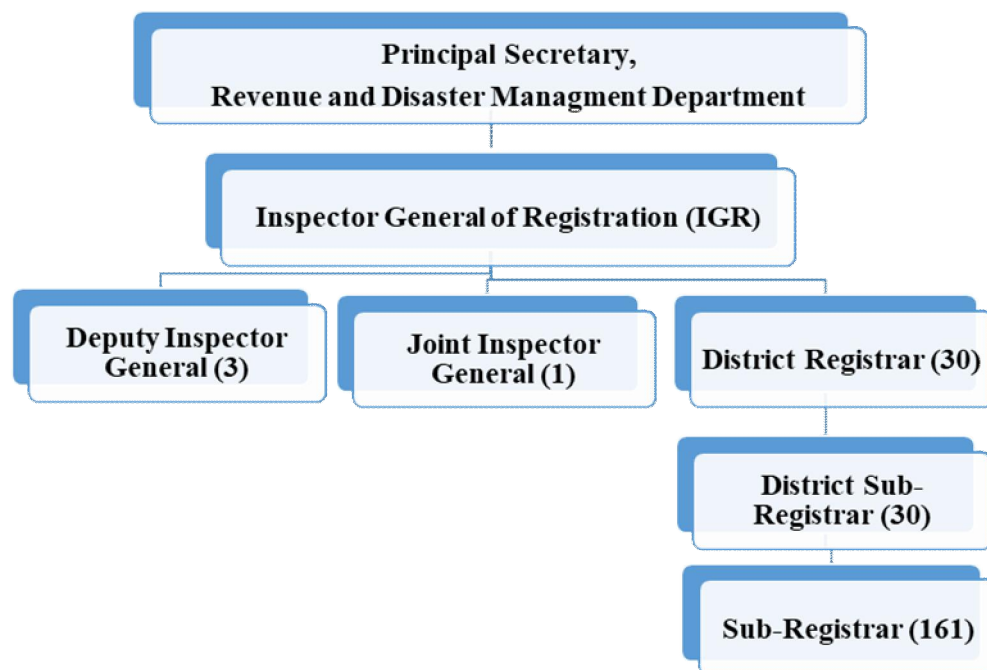 Principal Secretary,
Revenue and Disaster Managment Department
Inspector General of Registration (IGR)
Deputy Inspector
General (3)
Joint Inspector
General (1)
District Registrar (30)
District Sub-
Registrar (30)
Sub-Registrar (161)